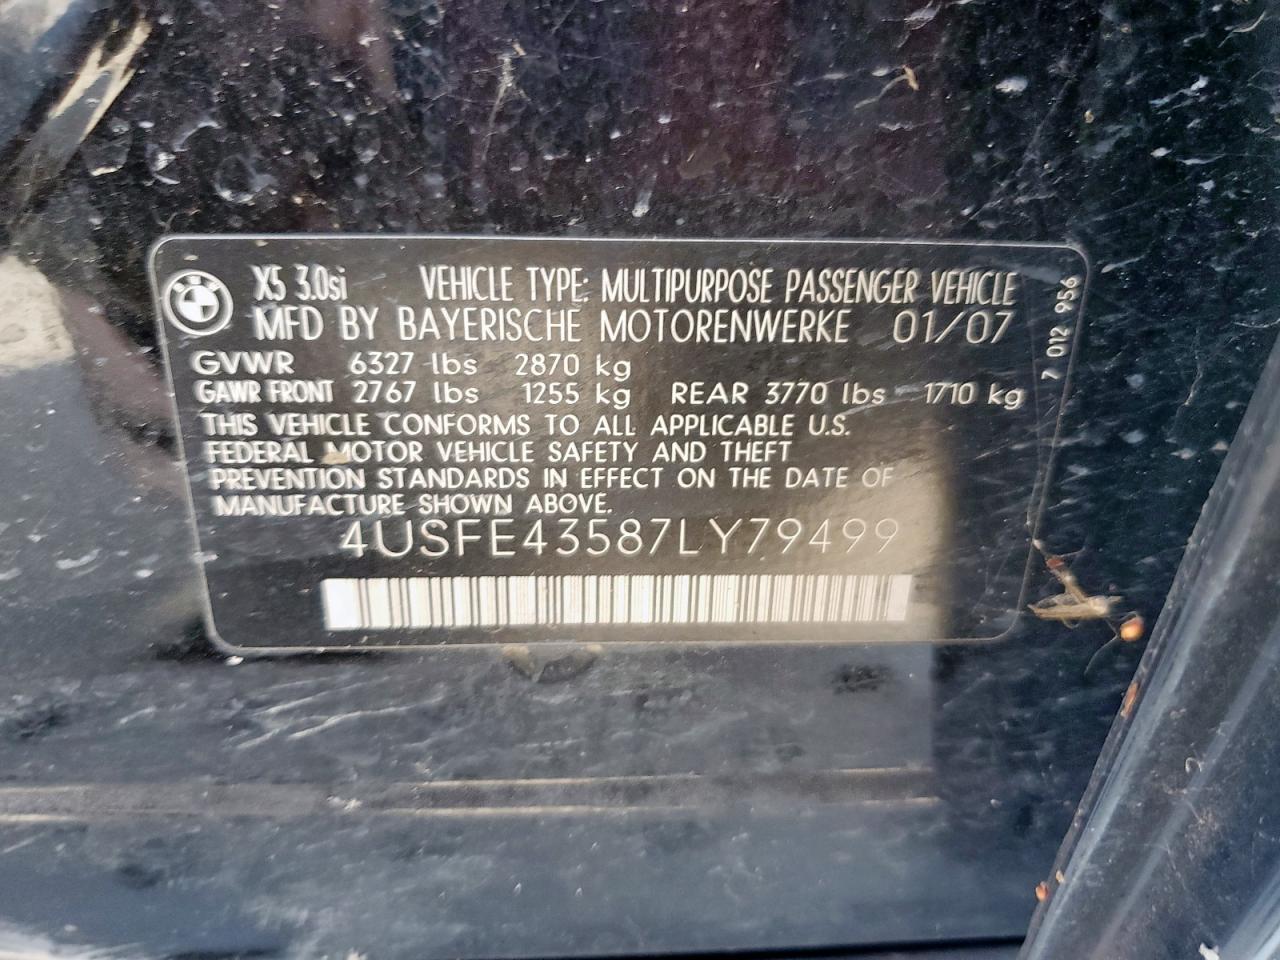 X5 3.0si VEHICLE TYPE: MULTIPURPOSE PASSENGER VEHICLE
MFD BY BAYERISCHE MOTORENWERKE 01/07
GVWR 6327 lbs 2870 kg
GAWR FRONT 2767 lbs 1255 kg REAR 3770 lbs 1710 kg
THIS VEHICLE CONFORMS TO ALL APPLICABLE U.S.
FEDERAL MOTOR VEHICLE SAFETY AND THEFT
PREVENTION STANDARDS IN EFFECT ON THE DATE OF
MANUFACTURE SHOWN ABOVE.
4USFE43587LY79499
7 012 956